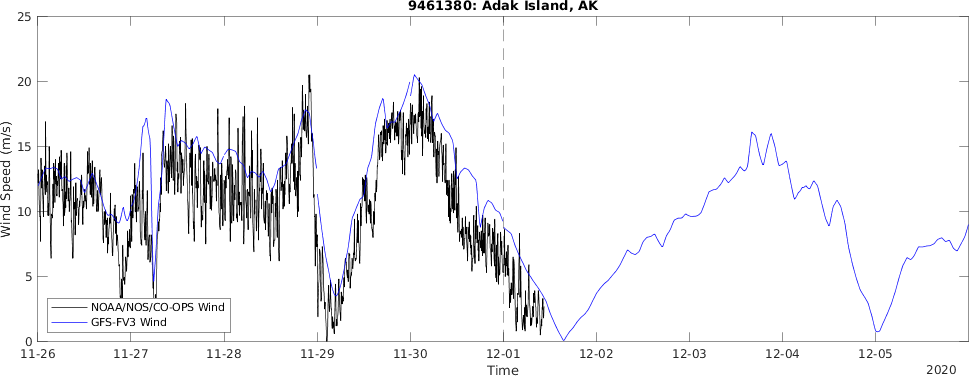 9461380: Adak Island, AK
Wind Speed (m/s)
25
20
15
10
5
0
NOAA/NOS/CO-OPS Wind
GFS-FV3 Wind
11-26 11-27 11-28 11-29 11-30 12-01 12-02 12-03 12-04 12-05
Time
2020